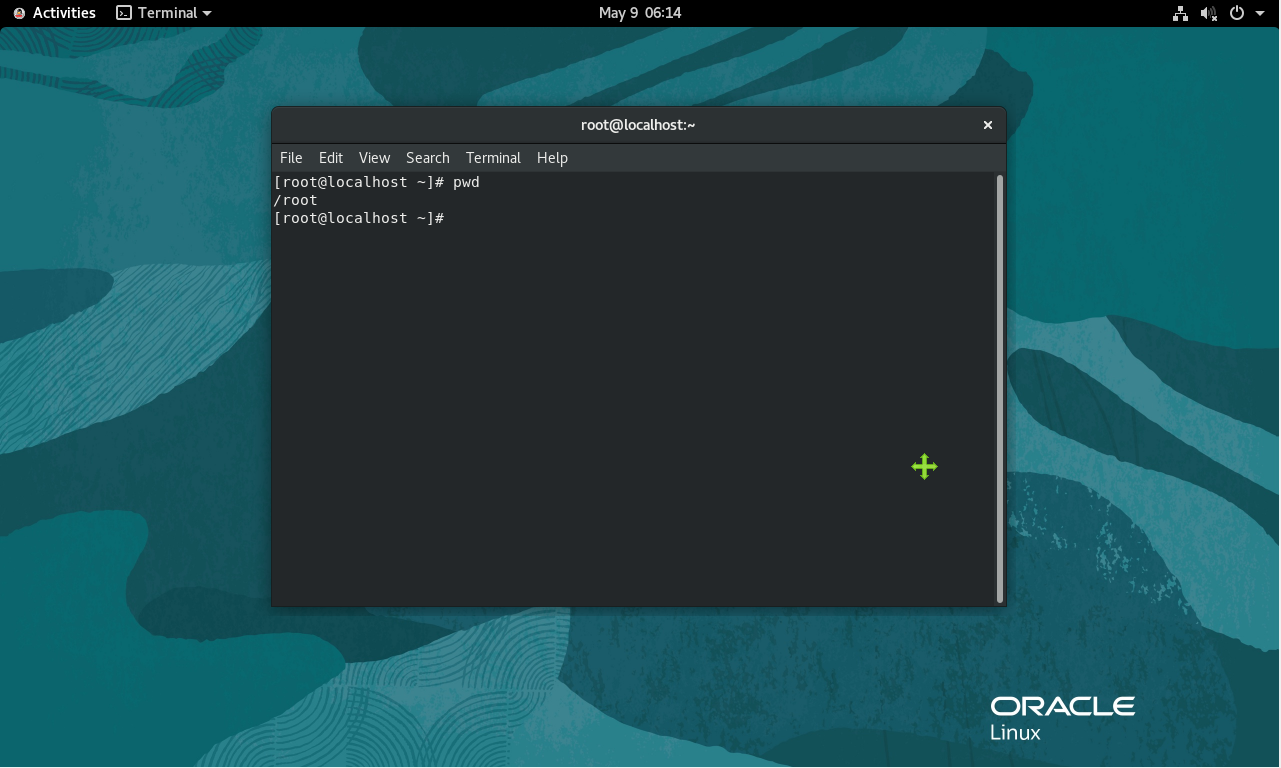 Activities Terminal May 9 06:14
root@localhost:~
File Edit View Search Terminal Help
[root@localhost ~]# pwd
/root
[root@localhost ~]#
ORACLE
Linux